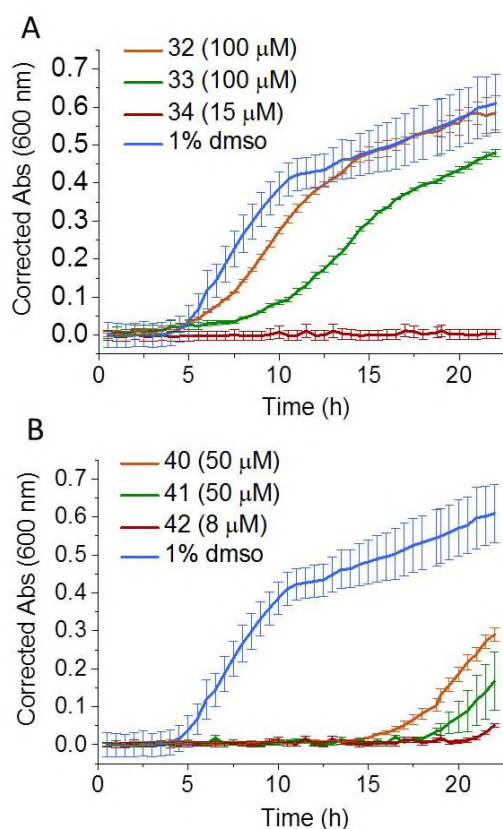 A
32 (100 μM)
33 (100 μM)
34 (15 μM)
1% dmso
Corrected Abs (600 nm)
0.7
0.6
0.5
0.4
0.3
0.2
0.1
0.0
0 5 10 15 20
Time (h)
B
40 (50 μM)
41 (50 μM)
42 (8 μM)
1% dmso
Corrected Abs (600 nm)
0.7
0.6
0.5
0.4
0.3
0.2
0.1
0.0
0 5 10 15 20
Time (h)